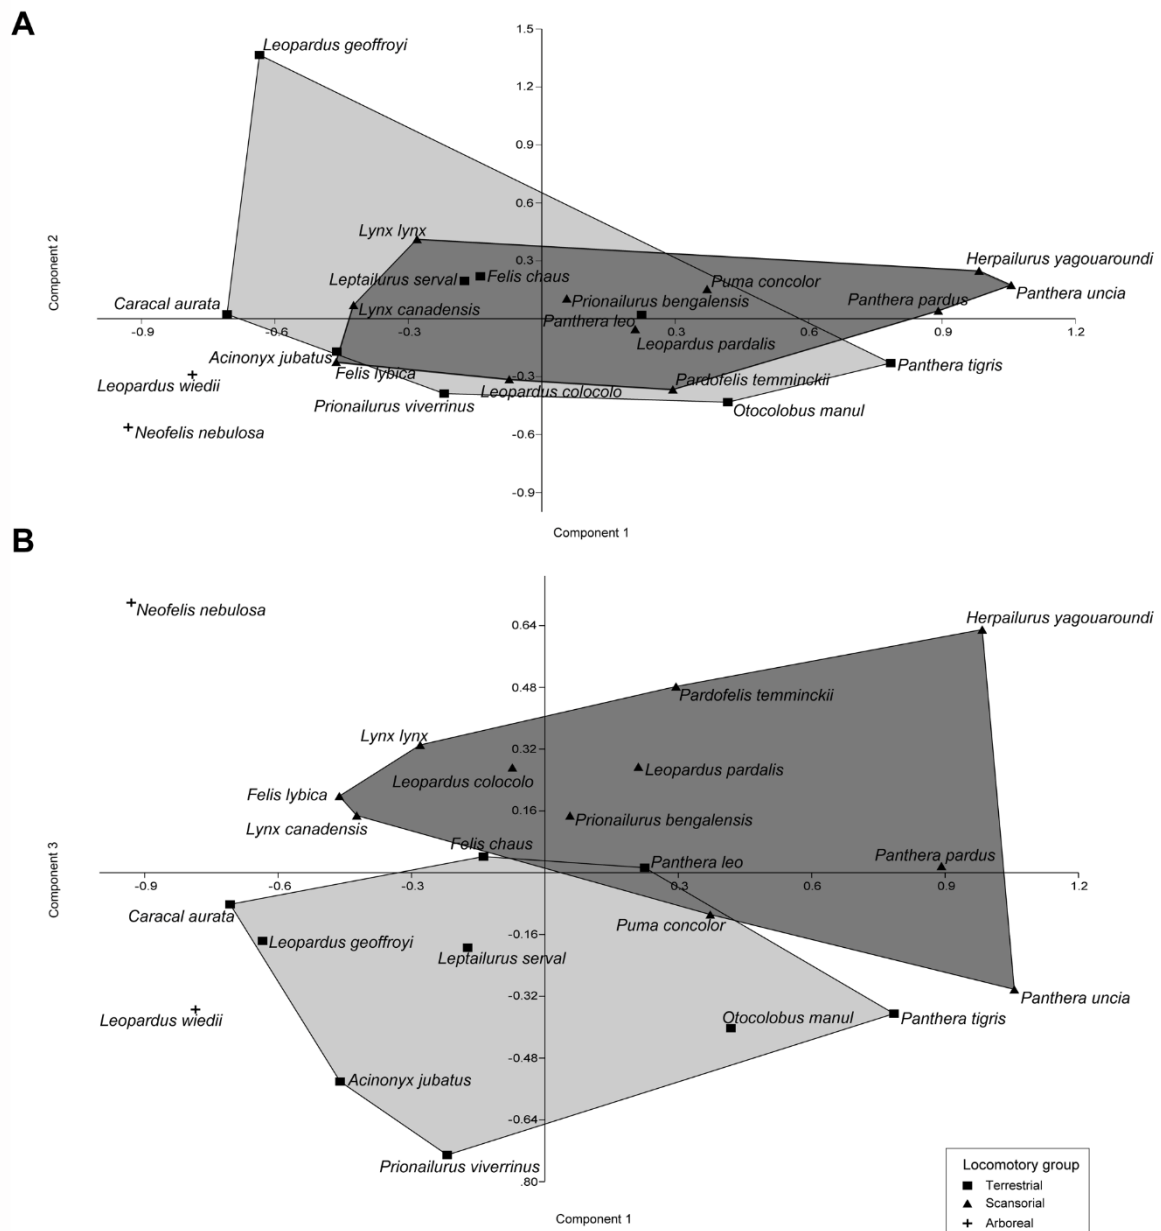 A
1.5
Leopardus geoffroyi
1.2
0.9
0.6
Component 2
Lynx lynx
0.3
Herpailurus yagouaroundi
Leptailurus serval
Felis chaus
Puma concolor
Panthera uncia
Caracal aurata
Lynx canadensis
Prionailurus bengalensis
Panthera pardus
Panthera leo
-0.9 -0.6 -0.3 0.3 0.6 0.9 1.2
Leopardus pardalis
Acinonyx jubatus
Panthera tigris
Leopardus wiedii
Felis lybica
-0.3
Pardofelis temminckii
Leopardus colocolo
Prionailurus viverrinus
Otocolobus manul
Neofelis nebulosa
-0.6
-0.9
Component 1
B
Neofelis nebulosa
0.64
Herpailurus yagouaroundi
0.48
Pardofelis temminckii
Lynx lynx
0.32
Leopardus colocolo
Leopardus pardalis
Felis lybica
0.16
Lynx canadensis
Prionailurus bengalensis
Felis chaus
Panthera leo
Panthera pardus
Component 3
-0.9 -0.6 -0.3 0.3 0.6 0.9 1.2
Caracal aurata
Puma concolor
-0.16
Leopardus geoffroyi
Leptailurus serval
-0.32
Panthera uncia
Leopardus wiedii
Otocolobus manul
Panthera tigris
-0.48
Acinonyx jubatus
-0.64
Prionailurus viverrinus
.80
Component 1
Locomotory group
Terrestrial
Scansorial
Arboreal